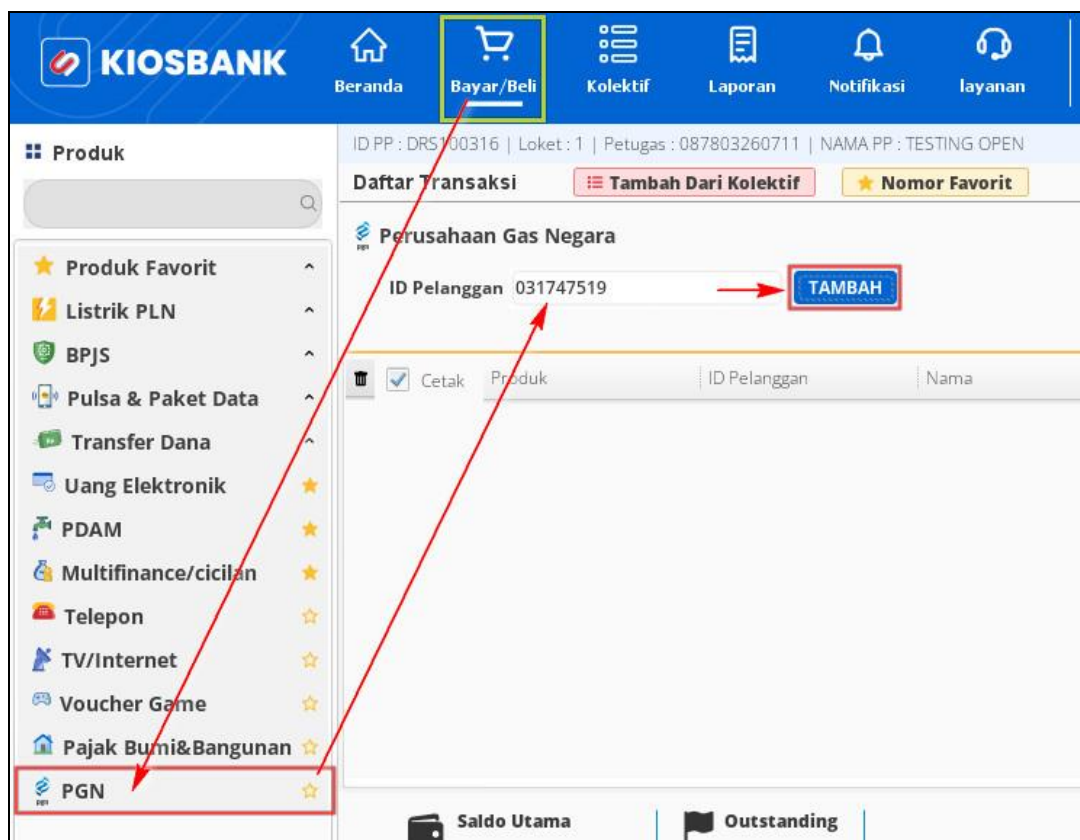 KIOSBANK
Beranda
Bayar/Beli
Kolektif
Laporan
Notifikasi
layanan
Produk
ID PP : DRS100316 | Loket : 1 | Petugas : 087803260711 | NAMA PP : TESTING OPEN
Daftar Transaksi
Tambah Dari Kolektif
Nomor Favorit
Perusahaan Gas Negara
ID Pelanggan 031747519 TAMBAH
Cetak Produk ID Pelanggan Nama
Produk Favorit
Listrik PLN
BPJS
Pulsa & Paket Data
Transfer Dana
Uang Elektronik
PDAM
Multifinance/cicilan
Telepon
TV/Internet
Voucher Game
Pajak Bumi&Bangunan
PGN
Saldo Utama
Outstanding